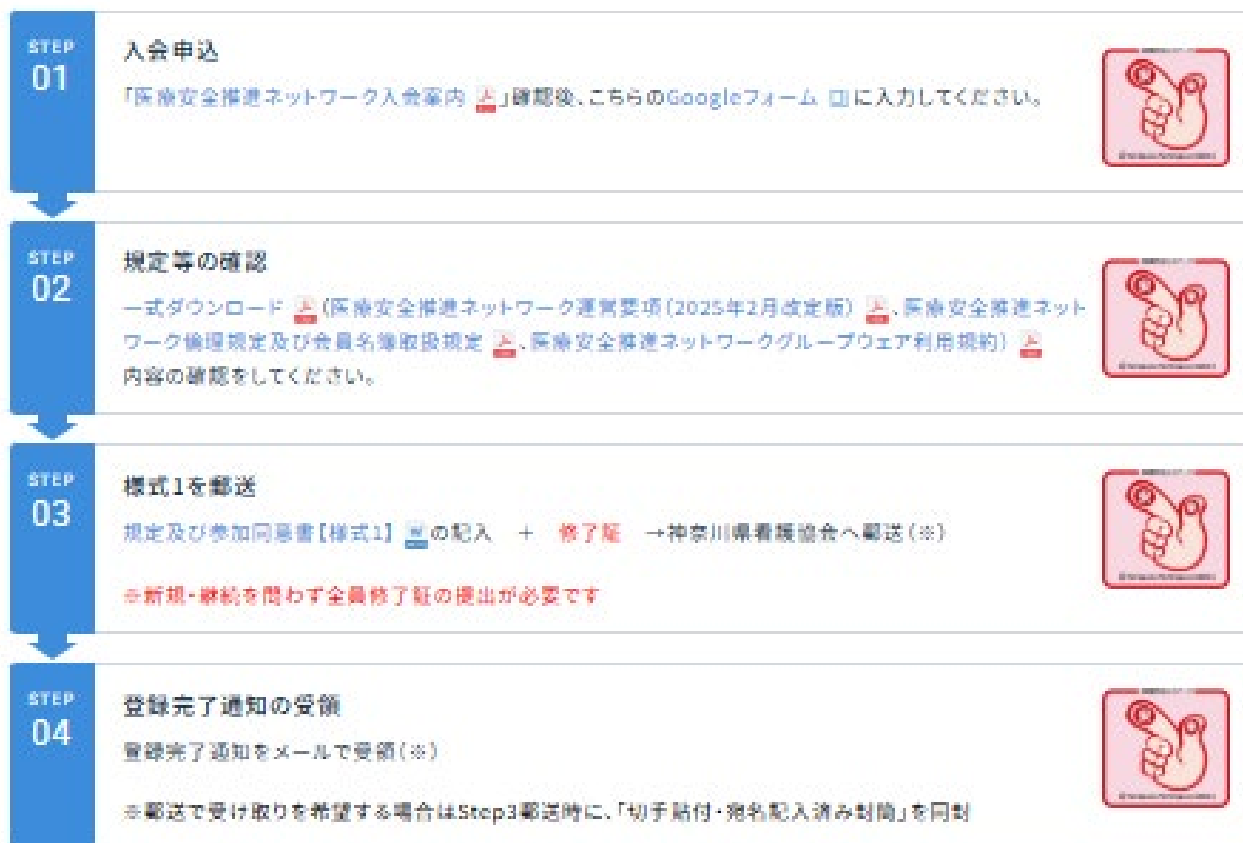 STEP
01
入会申込
「医療安全推進ネットワーク入会案内 」確認後、こちらのGoogleフォーム に入力してください。
STEP
02
規定等の確認
一式ダウンロード (医療安全推進ネットワーク運営要項(2025年2月改定版) 、医療安全推進ネット
ワーク倫理規定及び会員名簿取扱規定 、医療安全推進ネットワークグループウェア利用規約)
内容の確認をしてください。
STEP
03
様式1を郵送
規定及び参加同意書【様式1】 の記入 + 修了証 →神奈川県看護協会へ郵送(※)
※新規・継続を問わず全員修了証の提出が必要です
STEP
04
登録完了通知の受領
登録完了通知をメールで受領(※)
※郵送で受け取りを希望する場合はStep3郵送時に、「切手貼付・宛名記入済み封筒」を同封